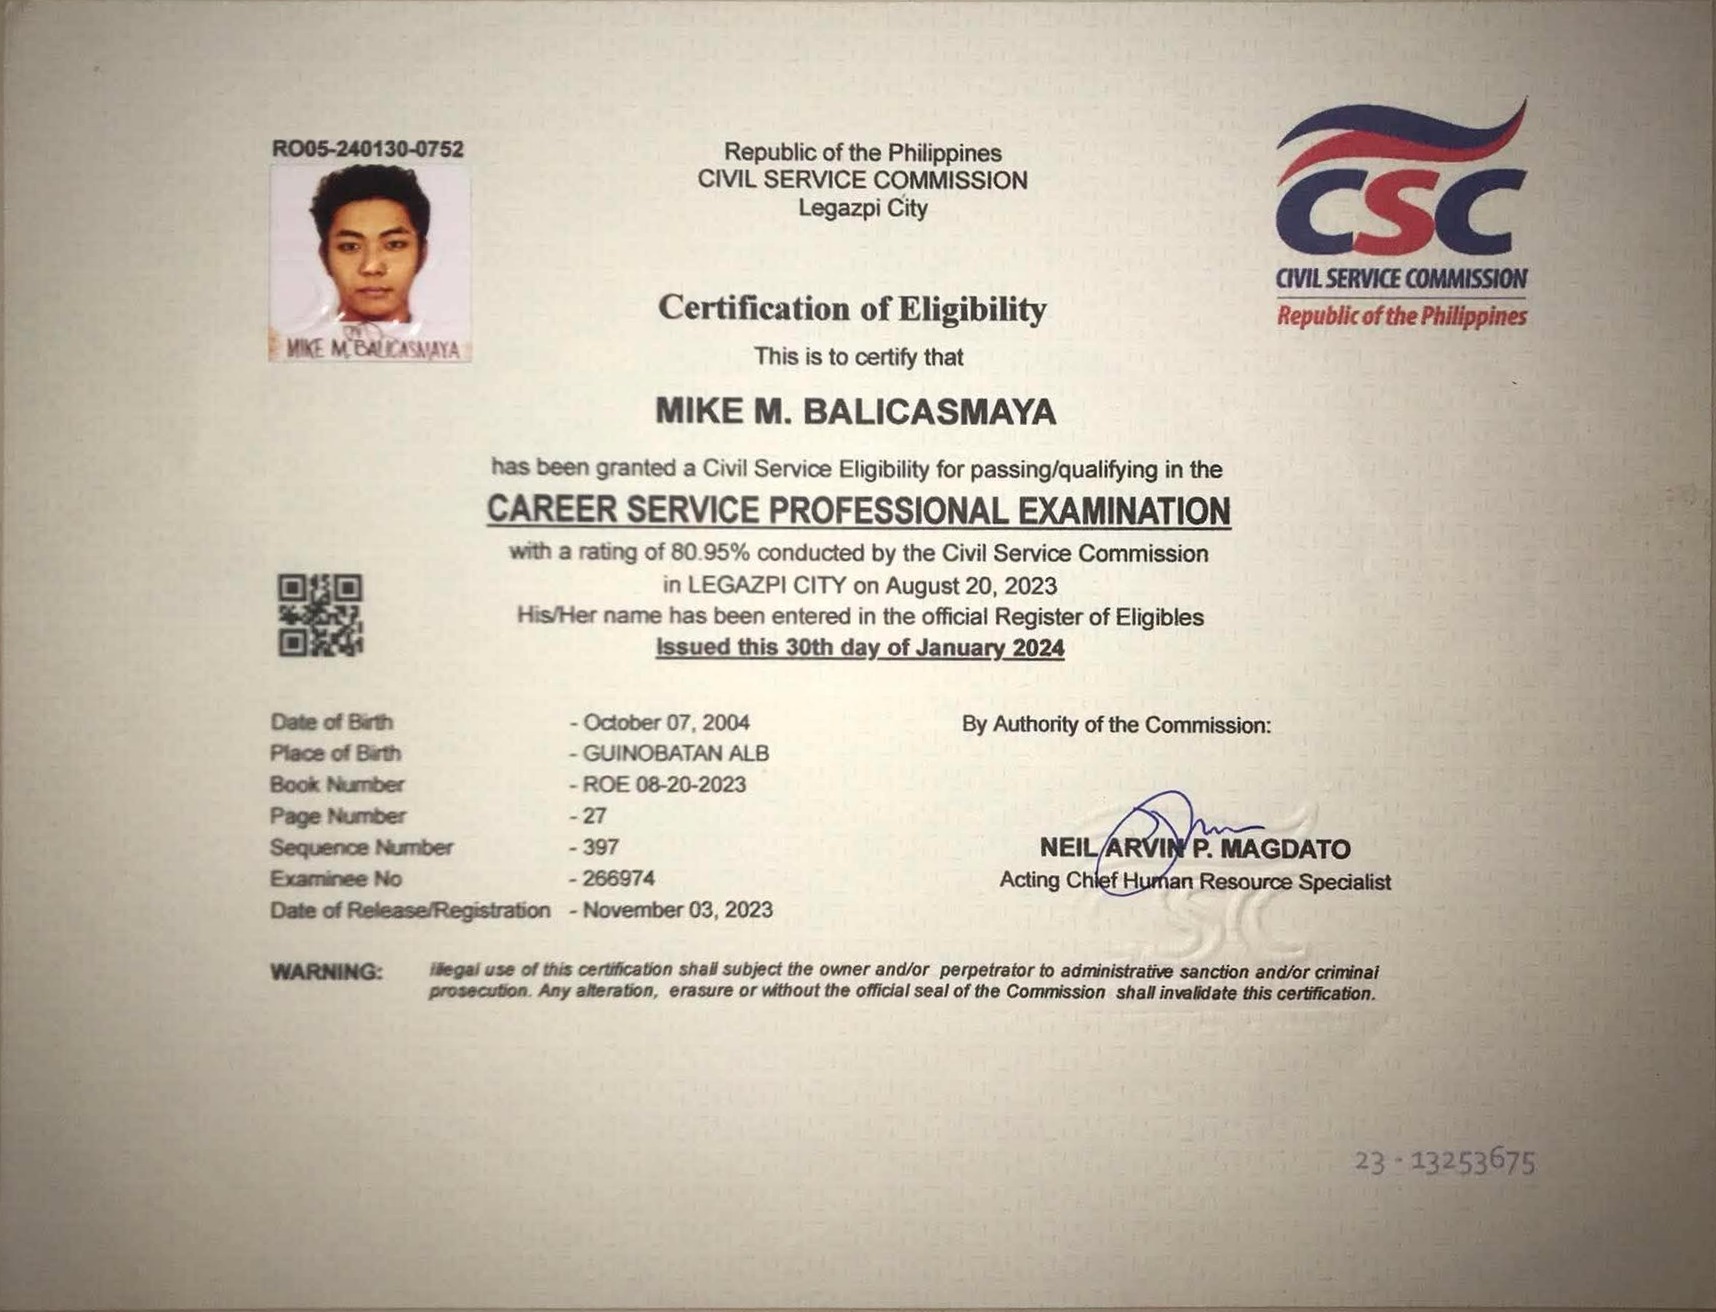 RO05-240130-0752
MIKE M. BALICASMAYA
Republic of the Philippines
CIVIL SERVICE COMMISSION
Legazpi City
CSC
CIVIL SERVICE COMMISSION
Republic of the Philippines
Certification of Eligibility
This is to certify that
MIKE M. BALICASMAYA
has been granted a Civil Service Eligibility for passing/qualifying in the
CAREER SERVICE PROFESSIONAL EXAMINATION
with a rating of 80.95% conducted by the Civil Service Commission
in LEGAZPI CITY on August 20, 2023
His/Her name has been entered in the official Register of Eligibles
Issued this 30th day of January 2024
Date of Birth - October 07, 2004
Place of Birth - GUINOBATAN ALB
Book Number - ROE 08-20-2023
Page Number - 27
Sequence Number - 397
Examinee No - 266974
Date of Release/Registration - November 03, 2023
By Authority of the Commission:
NEIL ARVIN P. MAGDATO
Acting Chief Human Resource Specialist
CSC
WARNING: Illegal use of this certification shall subject the owner and/or perpetrator to administrative sanction and/or criminal
prosecution. Any alteration, erasure or without the official seal of the Commission shall invalidate this certification.
23 - 13253675